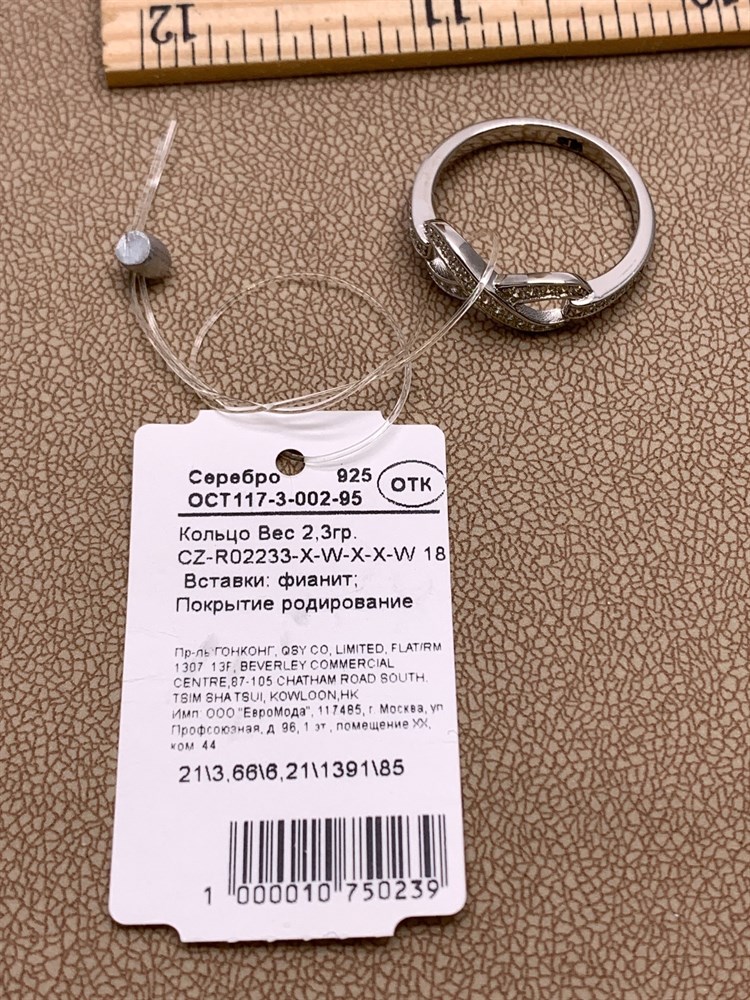 12
11
Серебро 925
ОСТ117-3-002-95
ОТК
Кольцо Вес 2,3гр.
CZ-R02233-X-W-X-X-W 18
Вставки: фианит;
Покрытие родирование
Пр-ль ГОНКОНГ, QSY CO, LIMITED, FLAT/RM
1307 13F, BEVERLEY COMMERCIAL
CENTRE,87-105 CHATHAM ROAD SOUTH.
TSIM SHA TSUI, KOWLOON,HK
Имп: ООО "ЕвроМода", 117485, г. Москва, ул
Профсоюзная, д. 96, 1 эт., помещение XX,
ком. 44
21\3,66\6,21\1391\85
1 000010 750239